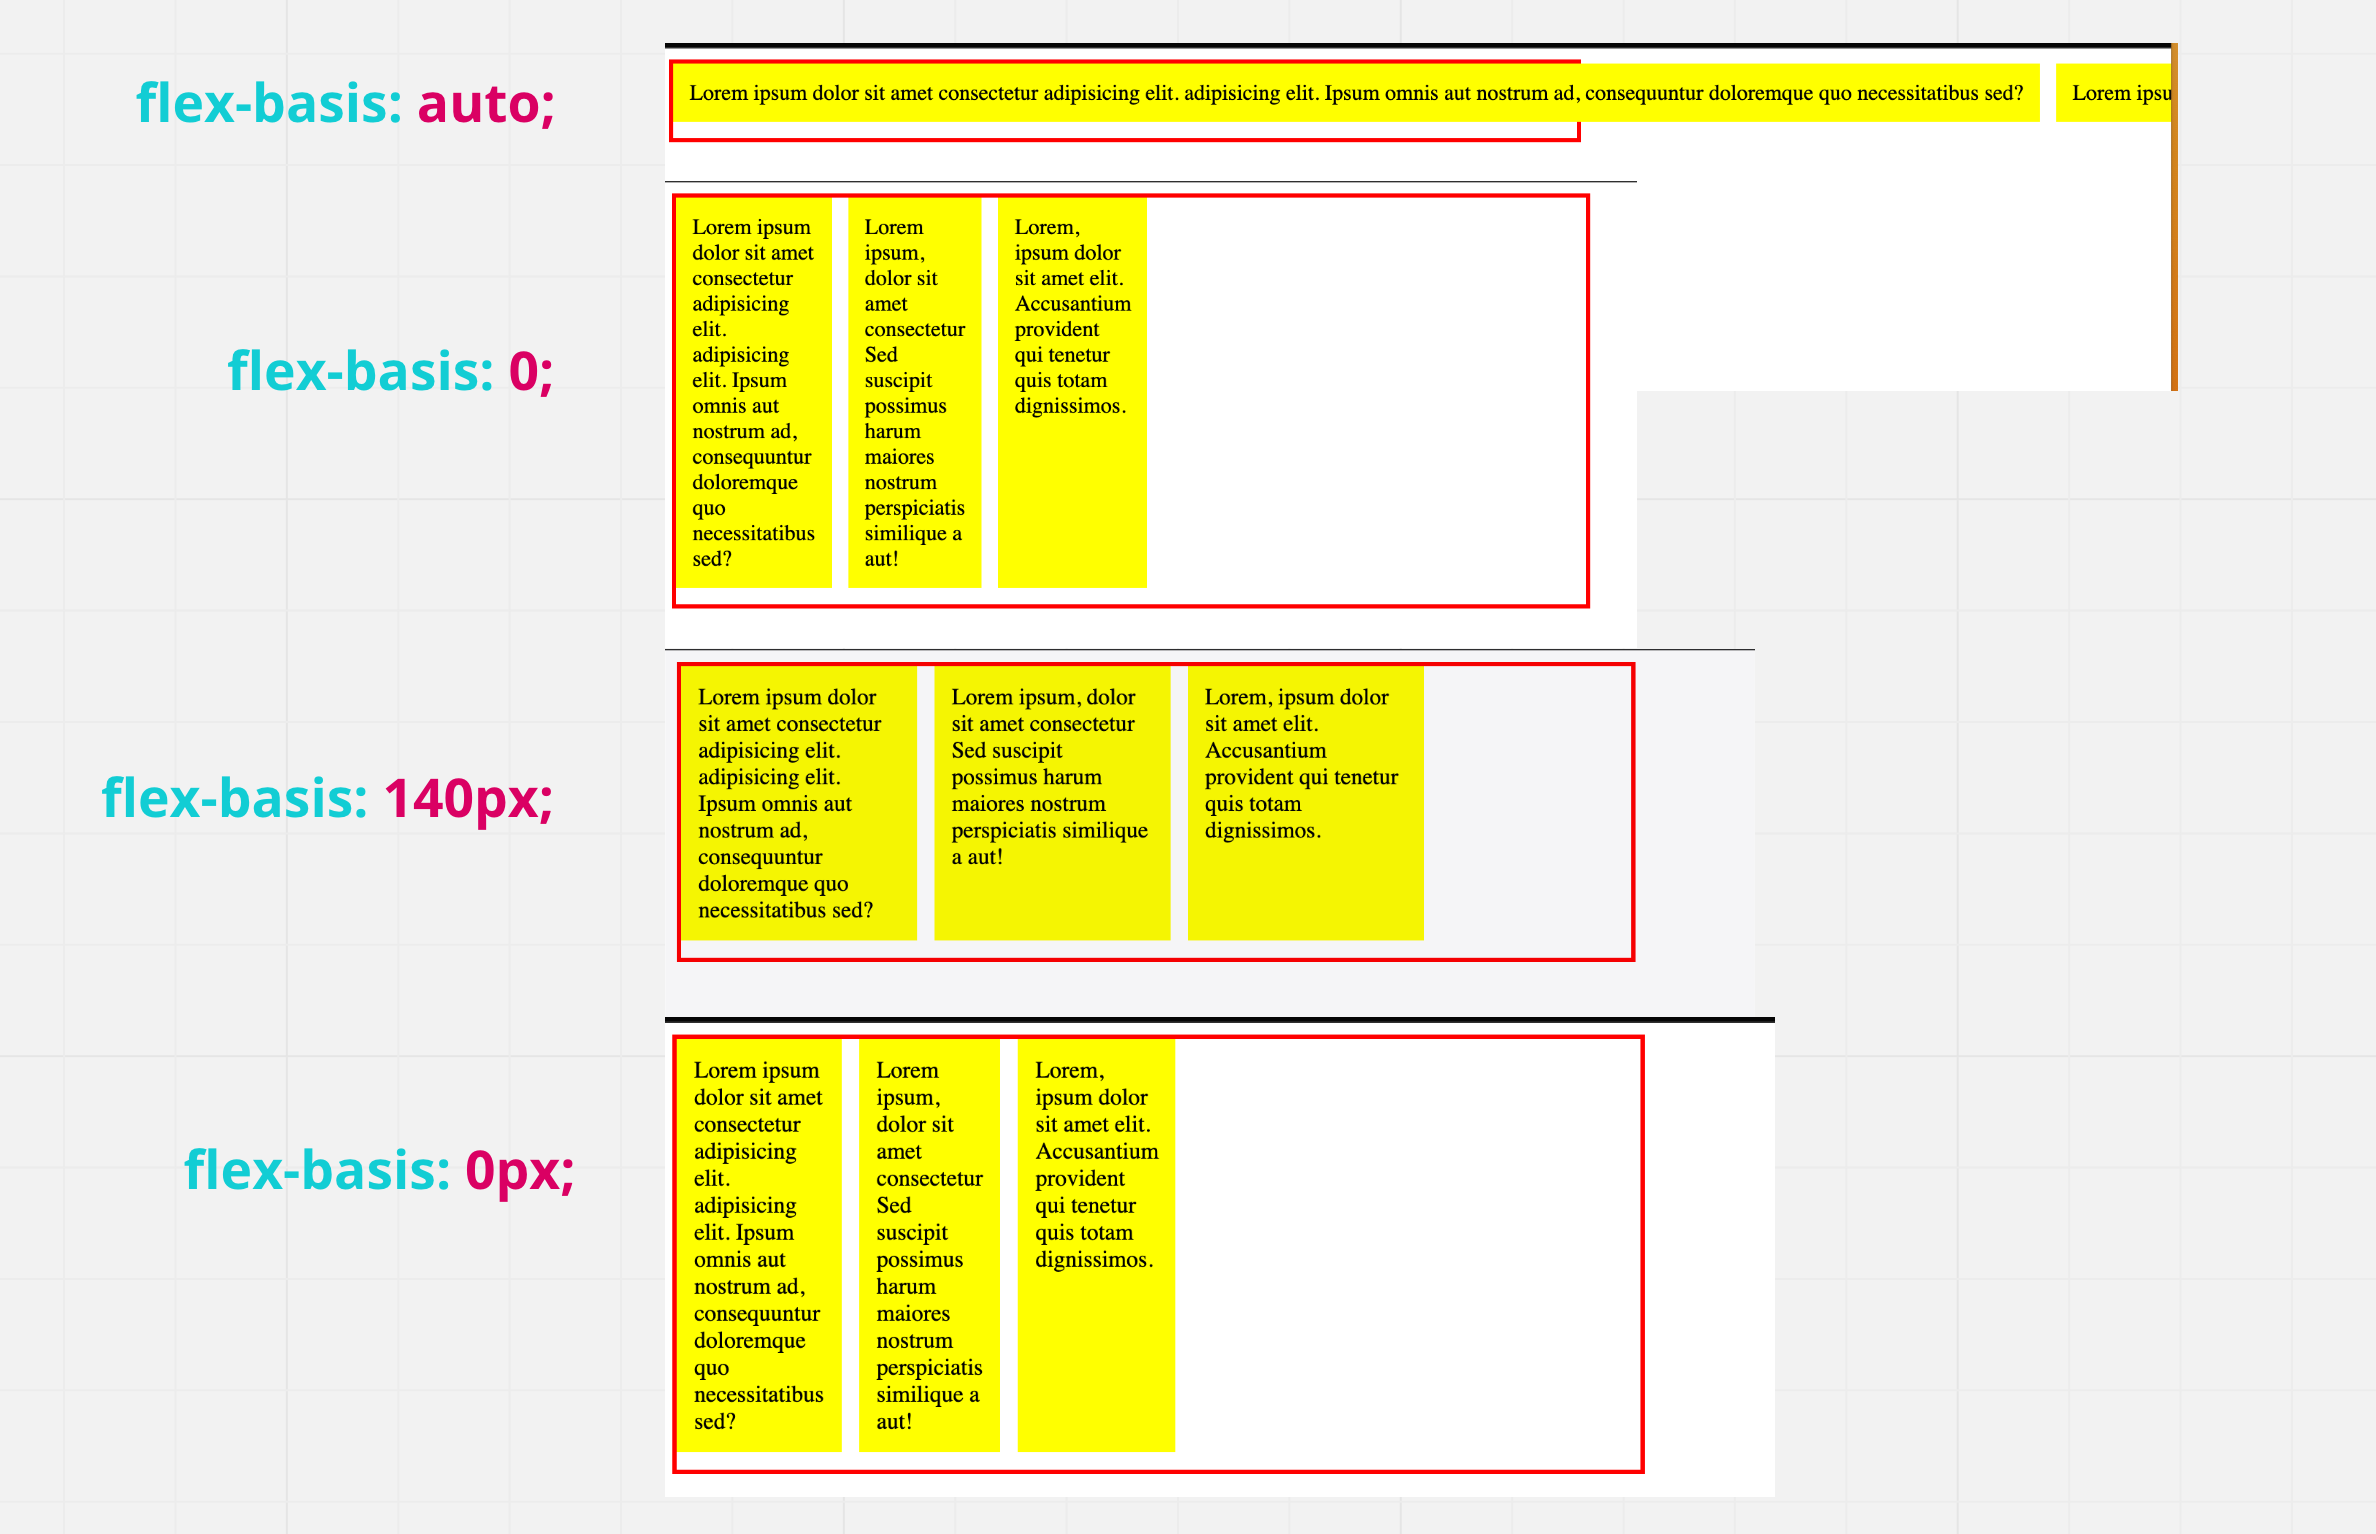 flex-basis: auto;
Lorem ipsum dolor sit amet consectetur adipisicing elit. adipisicing elit. Ipsum omnis aut nostrum ad, consequuntur doloremque quo necessitatibus sed?
Lorem ipsu
flex-basis: 0;
Lorem ipsum
dolor sit amet
consectetur
adipisicing
elit.
adipisicing
elit. Ipsum
omnis aut
nostrum ad,
consequuntur
doloremque
quo
necessitatibus
sed?
Lorem
ipsum,
dolor sit
amet
consectetur
Sed
suscipit
possimus
harum
maiores
nostrum
perspiciatis
similique a
aut!
Lorem,
ipsum dolor
sit amet elit.
Accusantium
provident
qui tenetur
quis totam
dignissimos.
flex-basis: 140px;
Lorem ipsum dolor
sit amet consectetur
adipisicing elit.
adipisicing elit.
Ipsum omnis aut
nostrum ad,
consequuntur
doloremque quo
necessitatibus sed?
Lorem ipsum, dolor
sit amet consectetur
Sed suscipit
possimus harum
maiores nostrum
perspiciatis similique
a aut!
Lorem, ipsum dolor
sit amet elit.
Accusantium
provident qui tenetur
quis totam
dignissimos.
flex-basis: 0px;
Lorem ipsum
dolor sit amet
consectetur
adipisicing
elit.
adipisicing
elit. Ipsum
omnis aut
nostrum ad,
consequuntur
doloremque
quo
necessitatibus
sed?
Lorem
ipsum,
dolor sit
amet
consectetur
Sed
suscipit
possimus
harum
maiores
nostrum
perspiciatis
similique a
aut!
Lorem,
ipsum dolor
sit amet elit.
Accusantium
provident
qui tenetur
quis totam
dignissimos.